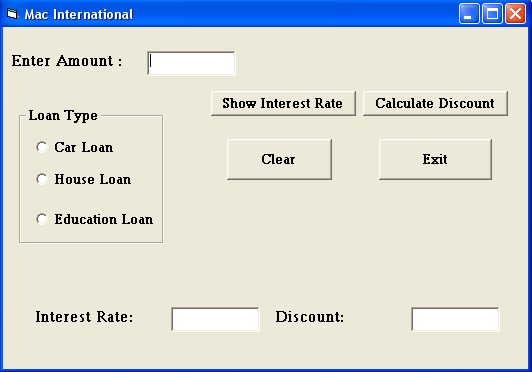 Mac International
Enter Amount :
Show Interest Rate
Calculate Discount
Loan Type
Car Loan
Clear
Exit
House Loan
Education Loan
Interest Rate:
Discount: